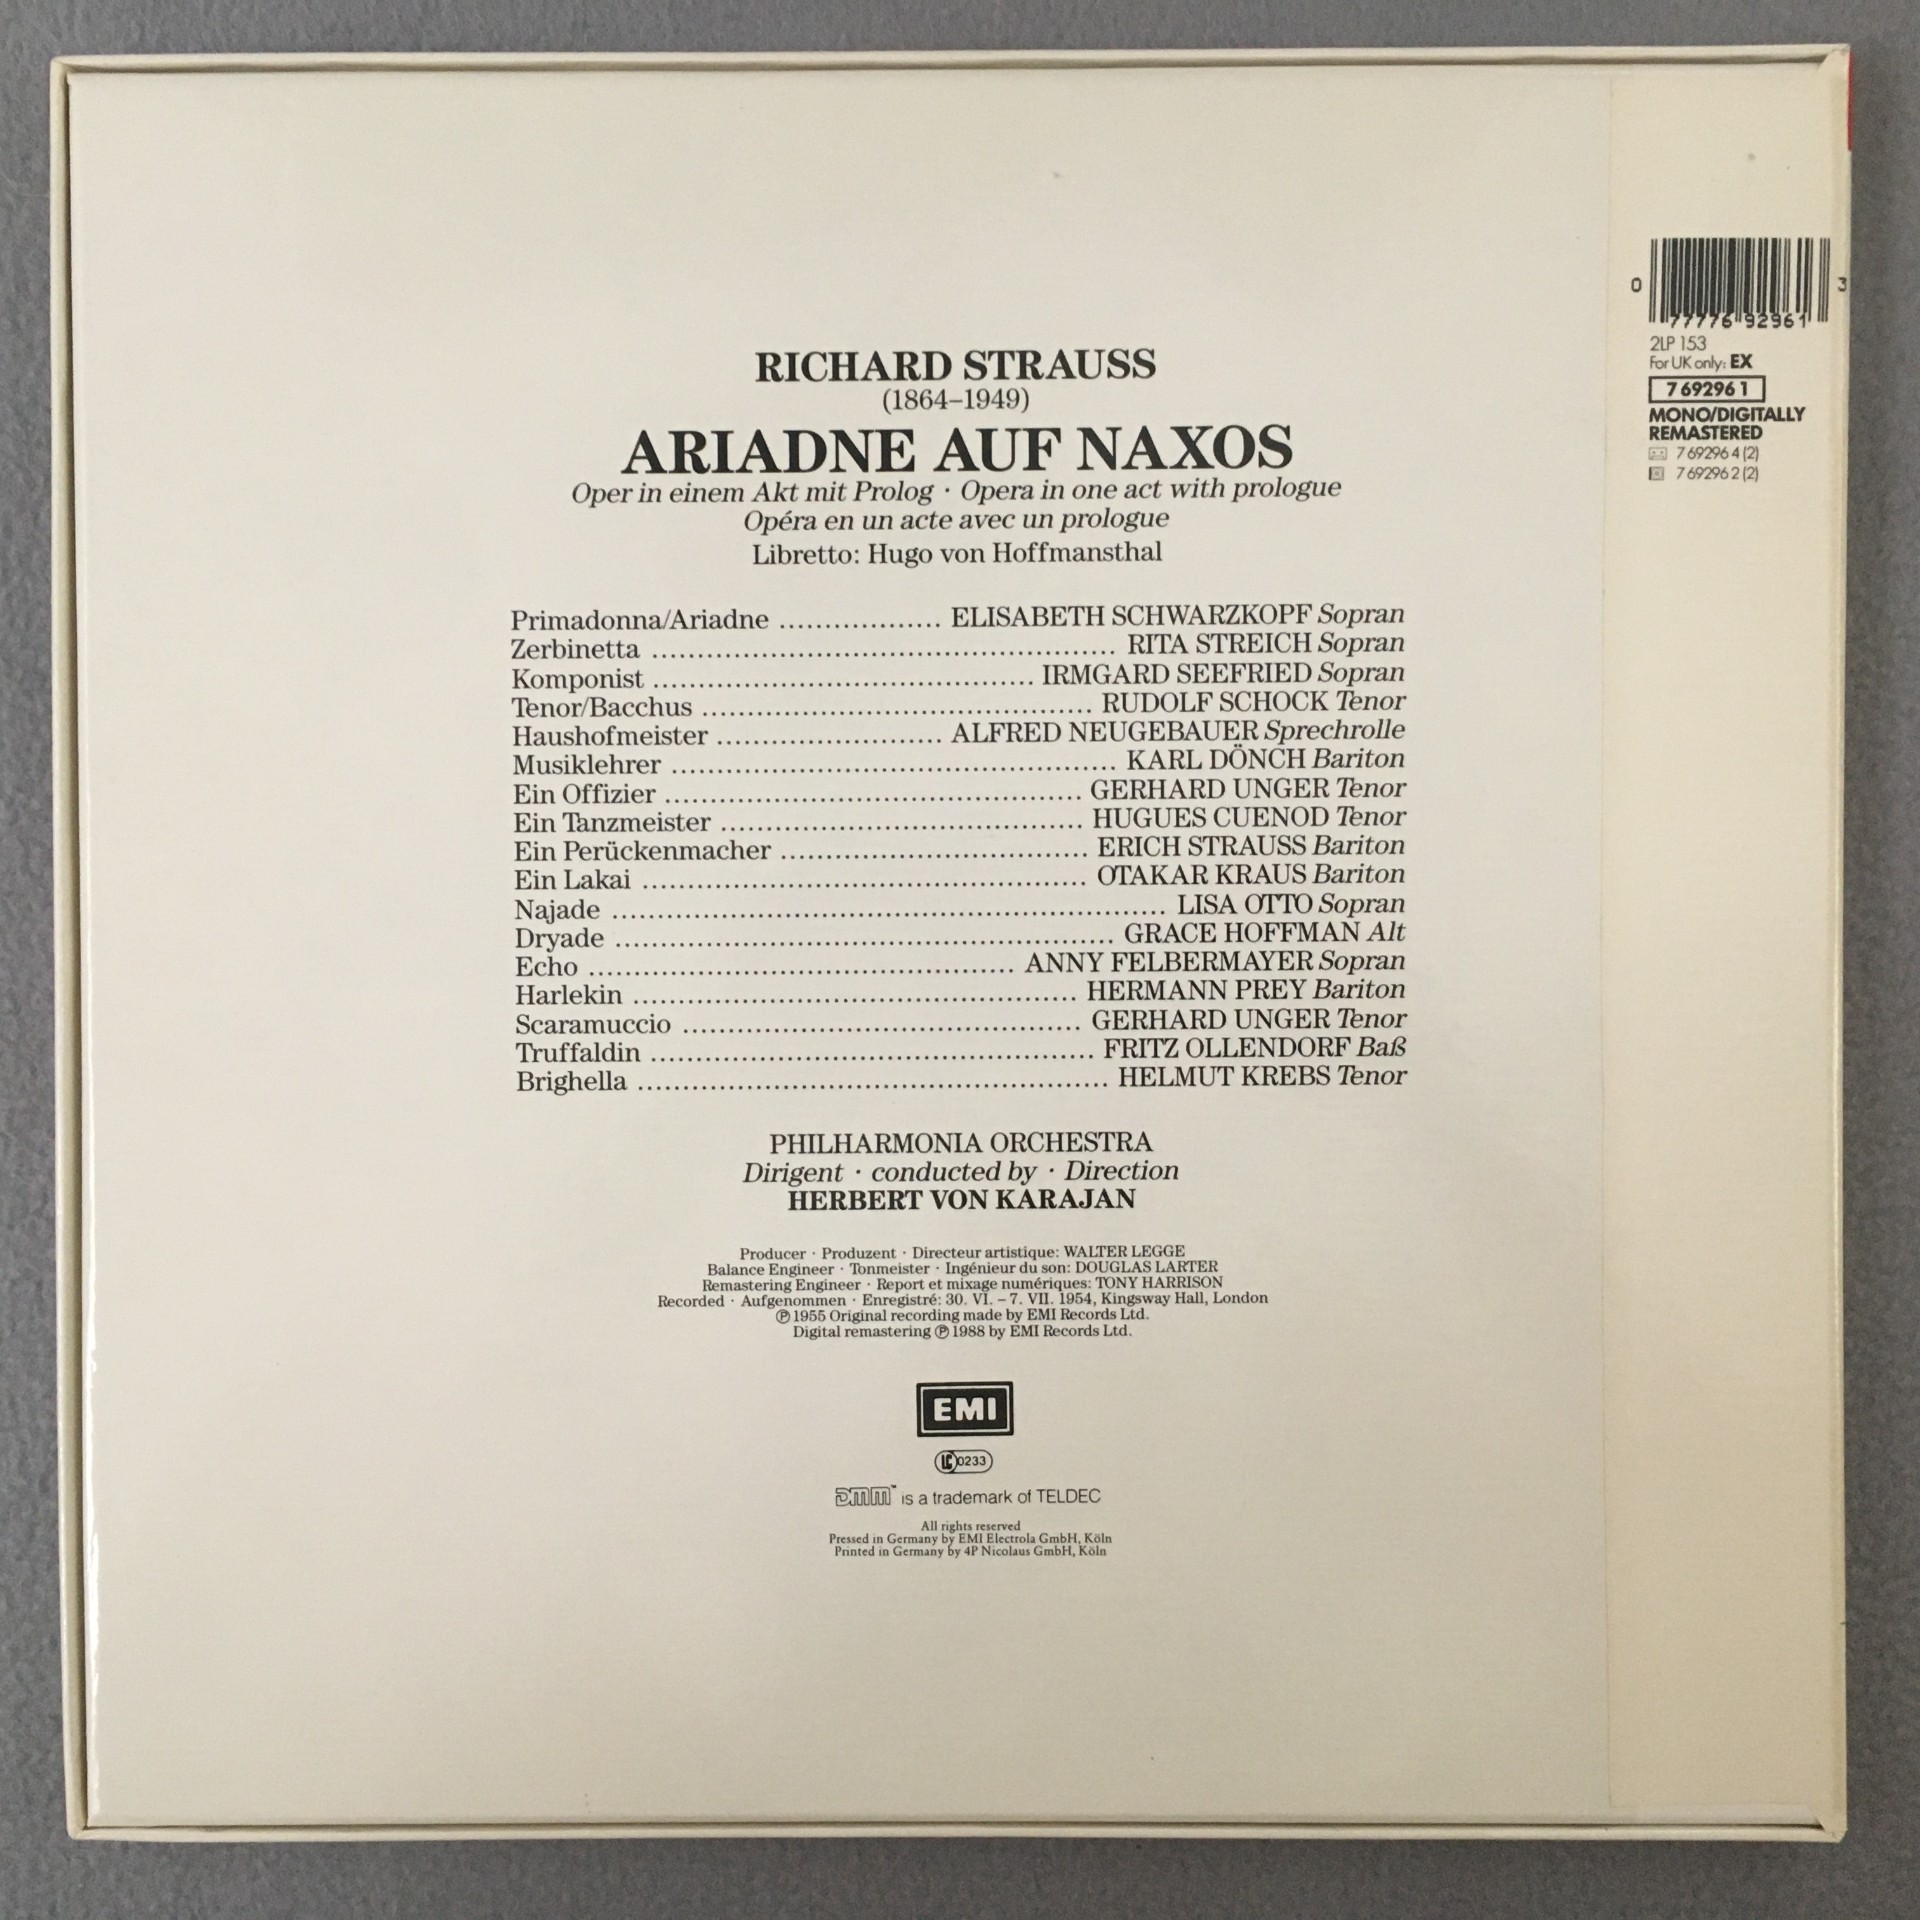 RICHARD STRAUSS
(1864–1949)
ARIADNE AUF NAXOS
Oper in einem Akt mit Prolog · Opera in one act with prologue
Opéra en un acte avec un prologue
Libretto: Hugo von Hoffmansthal
Primadonna/Ariadne .................. ELISABETH SCHWARZKOPF Sopran
Zerbinetta .................................................. RITA STREICH Sopran
Komponist .......................................... IRMGARD SEEFRIED Sopran
Tenor/Bacchus ........................................... RUDOLF SCHOCK Tenor
Haushofmeister ......................... ALFRED NEUGEBAUER Sprechrolle
Musiklehrer ................................................. KARL DÖNCH Bariton
Ein Offizier .............................................. GERHARD UNGER Tenor
Ein Tanzmeister ........................................ HUGUES CUENOD Tenor
Ein Perückenmacher .................................. ERICH STRAUSS Bariton
Ein Lakai ................................................. OTAKAR KRAUS Bariton
Najade ............................................................. LISA OTTO Sopran
Dryade ....................................................... GRACE HOFFMAN Alt
Echo ............................................... ANNY FELBERMAYER Sopran
Harlekin ................................................. HERMANN PREY Bariton
Scaramuccio ............................................ GERHARD UNGER Tenor
Truffaldin ................................................. FRITZ OLLENDORF Baß
Brighella .................................................... HELMUT KREBS Tenor
PHILHARMONIA ORCHESTRA
Dirigent · conducted by · Direction
HERBERT VON KARAJAN
Producer · Produzent · Directeur artistique: WALTER LEGGE
Balance Engineer · Tonmeister · Ingénieur du son: DOUGLAS LARTER
Remastering Engineer · Report et mixage numériques: TONY HARRISON
Recorded · Aufgenommen · Enregistré: 30. VI. – 7. VII. 1954, Kingsway Hall, London
℗ 1955 Original recording made by EMI Records Ltd.
Digital remastering ℗ 1988 by EMI Records Ltd.
EMI
LC 0233
DMM™ is a trademark of TELDEC
All rights reserved
Pressed in Germany by EMI Electrola GmbH, Köln
Printed in Germany by 4P Nicolaus GmbH, Köln
0 77776 92961 3
2LP 153
For UK only: EX
7 69296 1
MONO/DIGITALLY
REMASTERED
7 69296 4 (2)
7 69296 2 (2)